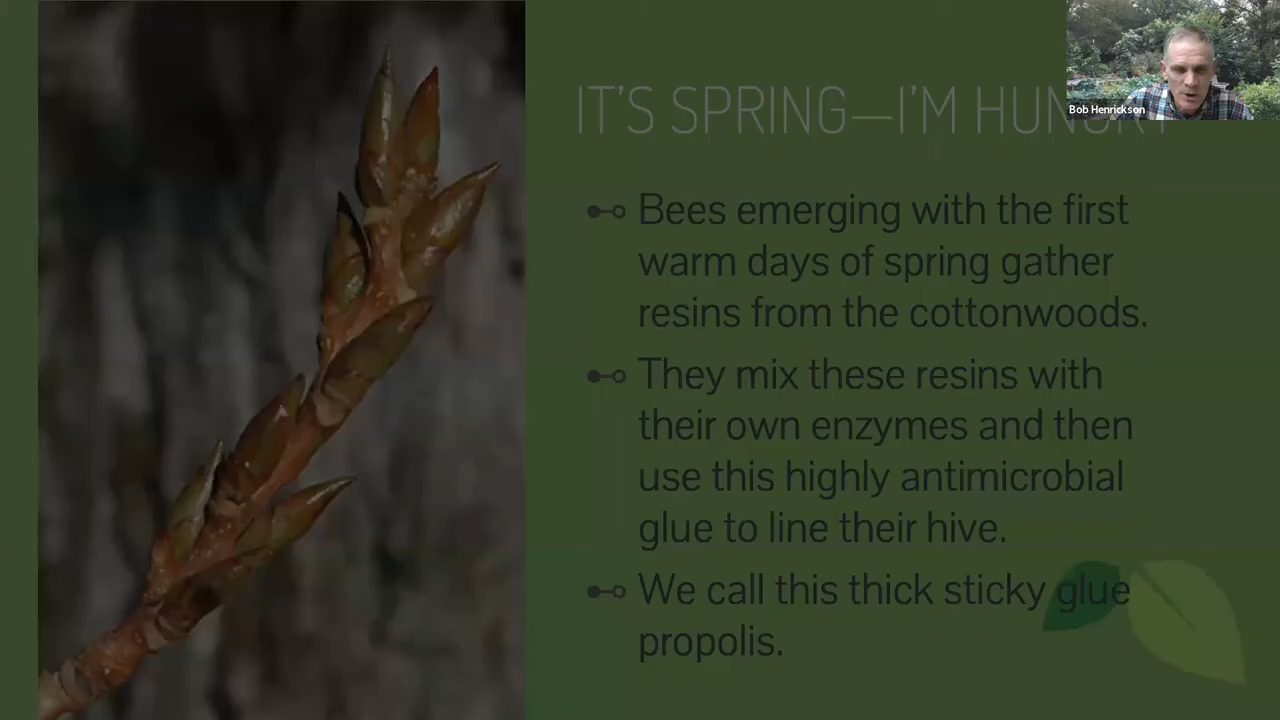 IT'S SPRING—I'M HUNGRY
Bob Henrickson
Bees emerging with the first
warm days of spring gather
resins from the cottonwoods.
They mix these resins with
their own enzymes and then
use this highly antimicrobial
glue to line their hive.
We call this thick sticky glue
propolis.